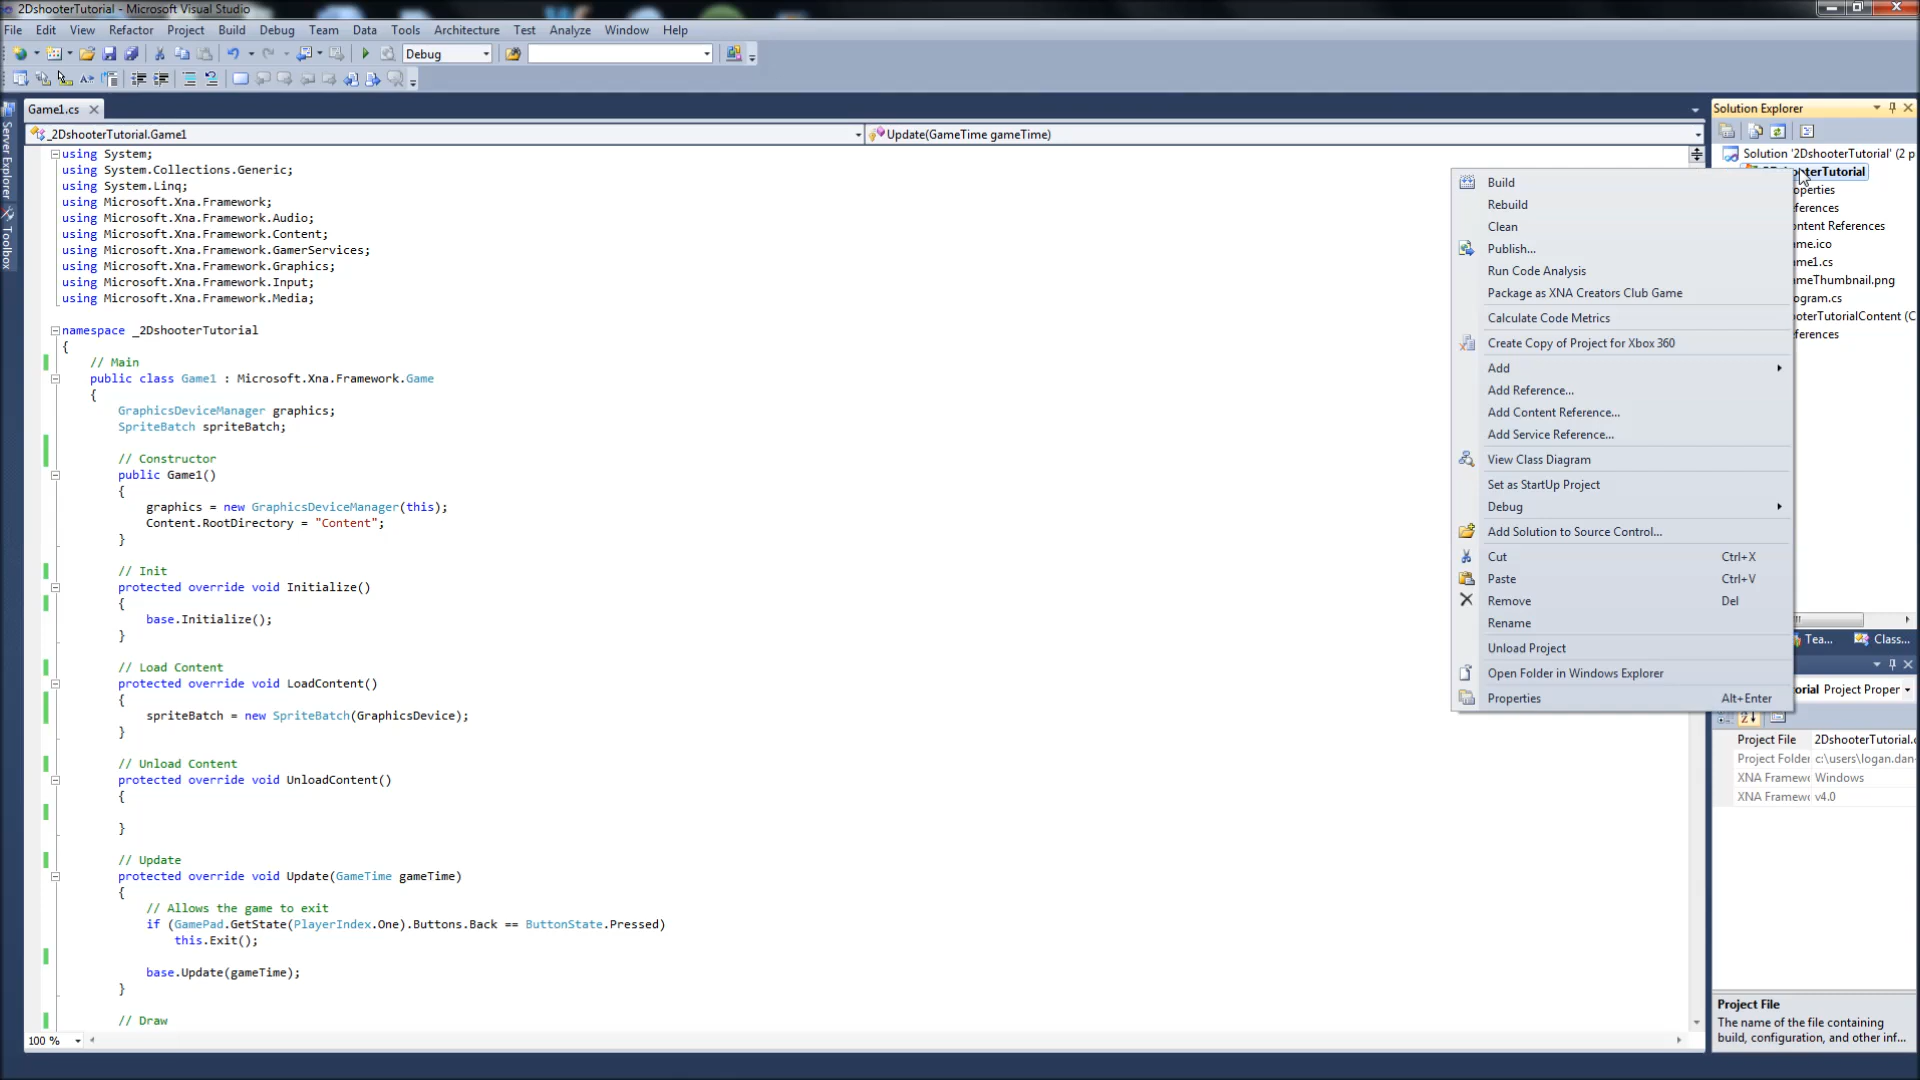 2DshooterTutorial - Microsoft Visual Studio
File Edit View Refactor Project Build Debug Team Data Tools Architecture Test Analyze Window Help
Debug
Game1.cs
_2DshooterTutorial.Game1
Update(GameTime gameTime)
Server Explorer
Toolbox
using System;
using System.Collections.Generic;
using System.Linq;
using Microsoft.Xna.Framework;
using Microsoft.Xna.Framework.Audio;
using Microsoft.Xna.Framework.Content;
using Microsoft.Xna.Framework.GamerServices;
using Microsoft.Xna.Framework.Graphics;
using Microsoft.Xna.Framework.Input;
using Microsoft.Xna.Framework.Media;
namespace _2DshooterTutorial
{
// Main
public class Game1 : Microsoft.Xna.Framework.Game
{
GraphicsDeviceManager graphics;
SpriteBatch spriteBatch;
// Constructor
public Game1()
{
graphics = new GraphicsDeviceManager(this);
Content.RootDirectory = "Content";
}
// Init
protected override void Initialize()
{
base.Initialize();
}
// Load Content
protected override void LoadContent()
{
spriteBatch = new SpriteBatch(GraphicsDevice);
}
// Unload Content
protected override void UnloadContent()
{
}
// Update
protected override void Update(GameTime gameTime)
{
// Allows the game to exit
if (GamePad.GetState(PlayerIndex.One).Buttons.Back == ButtonState.Pressed)
this.Exit();
base.Update(gameTime);
}
// Draw
100 %
Build
Rebuild
Clean
Publish...
Run Code Analysis
Package as XNA Creators Club Game
Calculate Code Metrics
Create Copy of Project for Xbox 360
Add
Add Reference...
Add Content Reference...
Add Service Reference...
View Class Diagram
Set as StartUp Project
Debug
Add Solution to Source Control...
Cut Ctrl+X
Paste Ctrl+V
Remove Del
Rename
Unload Project
Open Folder in Windows Explorer
Properties Alt+Enter
Solution Explorer
Solution '2DshooterTutorial' (2 p
terTutorial
operties
ferences
ntent References
me.ico
me1.cs
meThumbnail.png
ogram.cs
ooterTutorialContent (C
ferences
Tea... Class...
orial Project Proper
Project File 2DshooterTutorial.c
Project Folder c:\users\logan.dan
XNA Framew Windows
XNA Framew v4.0
Project File
The name of the file containing
build, configuration, and other inf...